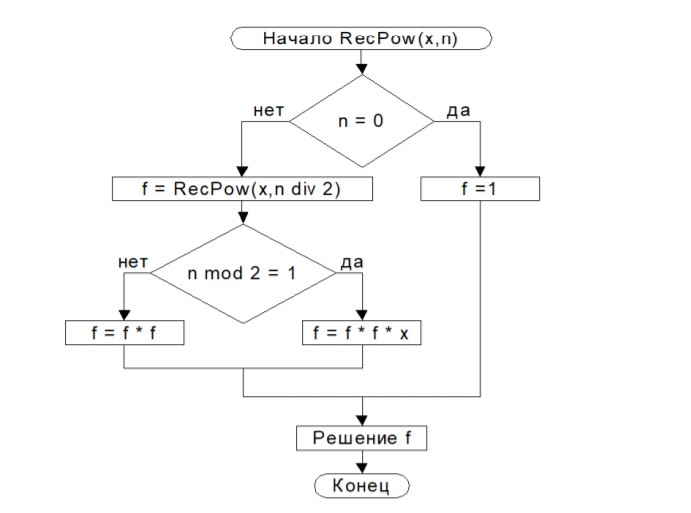 Начало RecPow(x,n)
нет
да
n = 0
f = RecPow(x,n div 2)
f =1
нет
да
n mod 2 = 1
f = f * f
f = f * f * x
Решение f
Конец